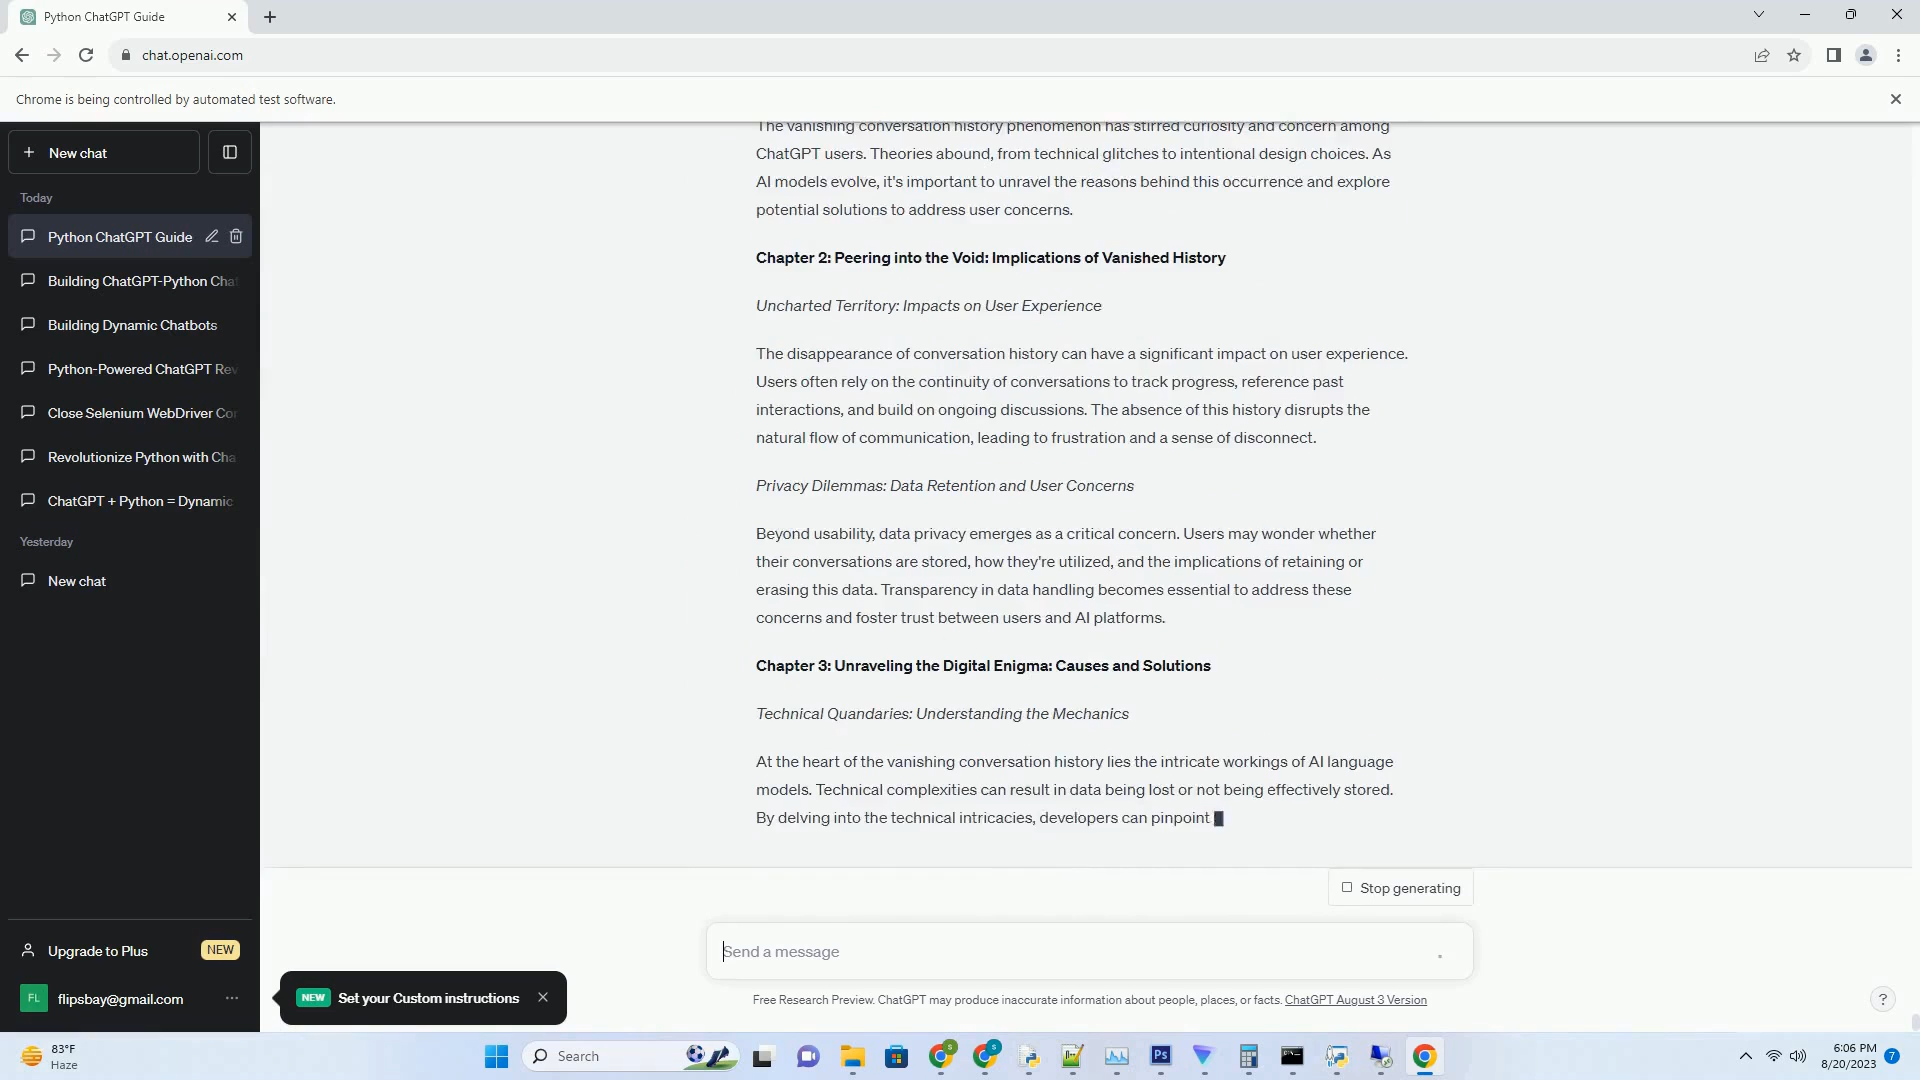 Python ChatGPT Guide
chat.openai.com
Chrome is being controlled by automated test software.
New chat
Today
Python ChatGPT Guide
Building ChatGPT-Python Cha
Building Dynamic Chatbots
Python-Powered ChatGPT Rev
Close Selenium WebDriver Con
Revolutionize Python with Cha
ChatGPT + Python = Dynamic
Yesterday
New chat
Upgrade to Plus NEW
FL flipsbay@gmail.com
NEW Set your Custom instructions
The vanishing conversation history phenomenon has stirred curiosity and concern among
ChatGPT users. Theories abound, from technical glitches to intentional design choices. As
AI models evolve, it's important to unravel the reasons behind this occurrence and explore
potential solutions to address user concerns.
Chapter 2: Peering into the Void: Implications of Vanished History
Uncharted Territory: Impacts on User Experience
The disappearance of conversation history can have a significant impact on user experience.
Users often rely on the continuity of conversations to track progress, reference past
interactions, and build on ongoing discussions. The absence of this history disrupts the
natural flow of communication, leading to frustration and a sense of disconnect.
Privacy Dilemmas: Data Retention and User Concerns
Beyond usability, data privacy emerges as a critical concern. Users may wonder whether
their conversations are stored, how they're utilized, and the implications of retaining or
erasing this data. Transparency in data handling becomes essential to address these
concerns and foster trust between users and AI platforms.
Chapter 3: Unraveling the Digital Enigma: Causes and Solutions
Technical Quandaries: Understanding the Mechanics
At the heart of the vanishing conversation history lies the intricate workings of AI language
models. Technical complexities can result in data being lost or not being effectively stored.
By delving into the technical intricacies, developers can pinpoint
Stop generating
Send a message
Free Research Preview. ChatGPT may produce inaccurate information about people, places, or facts. ChatGPT August 3 Version
?
83°F
Haze
Search
Ps
6:06 PM
8/20/2023
7